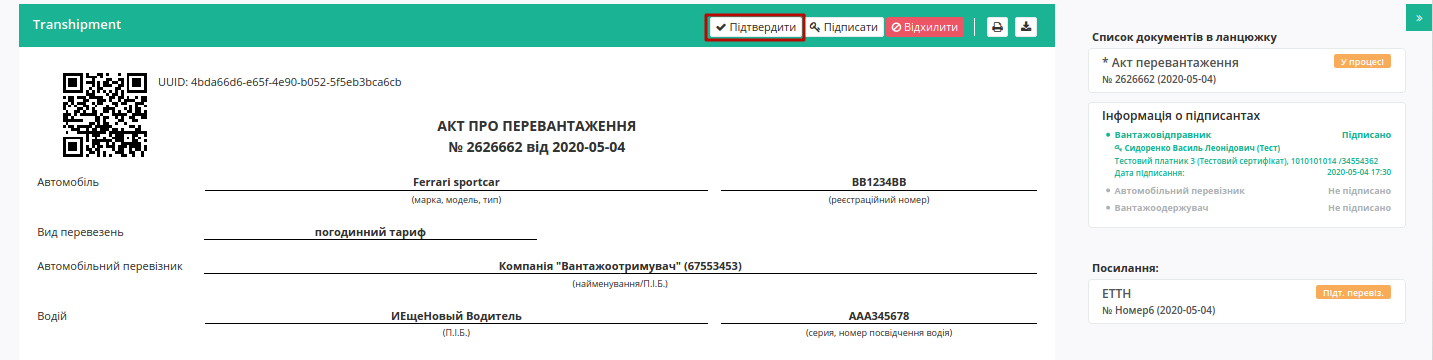 Transhipment
Підтвердити
Підписати
Відхилити
»
UUID: 4bda66d6-e65f-4e90-b052-5f5eb3bca6cb
АКТ ПРО ПЕРЕВАНТАЖЕННЯ
№ 2626662 від 2020-05-04
Автомобіль
Ferrari sportcar
BB1234BB
(марка, модель, тип)
(реєстраційний номер)
Вид перевезень
погодинний тариф
Автомобільний перевізник
Компанія "Вантажоотримувач" (67553453)
(найменування/П.І.Б.)
Водій
ИЕщеНовый Водитель
ААА345678
(П.І.Б.)
(серия, номер посвідчення водія)
Список документів в ланцюжку
* Акт перевантаження
У процесі
№ 2626662 (2020-05-04)
Інформація о підписантах
Вантажовідправник
Підписано
Сидоренко Василь Леонідович (Тест)
Тестовий платник 3 (Тестовий сертифікат), 1010101014 /34554362
Дата підписання:
2020-05-04 17:30
Автомобільний перевізник
Не підписано
Вантажоодержувач
Не підписано
Посилання:
ЕТТН
Підт. перевіз.
№ Номер6 (2020-05-04)